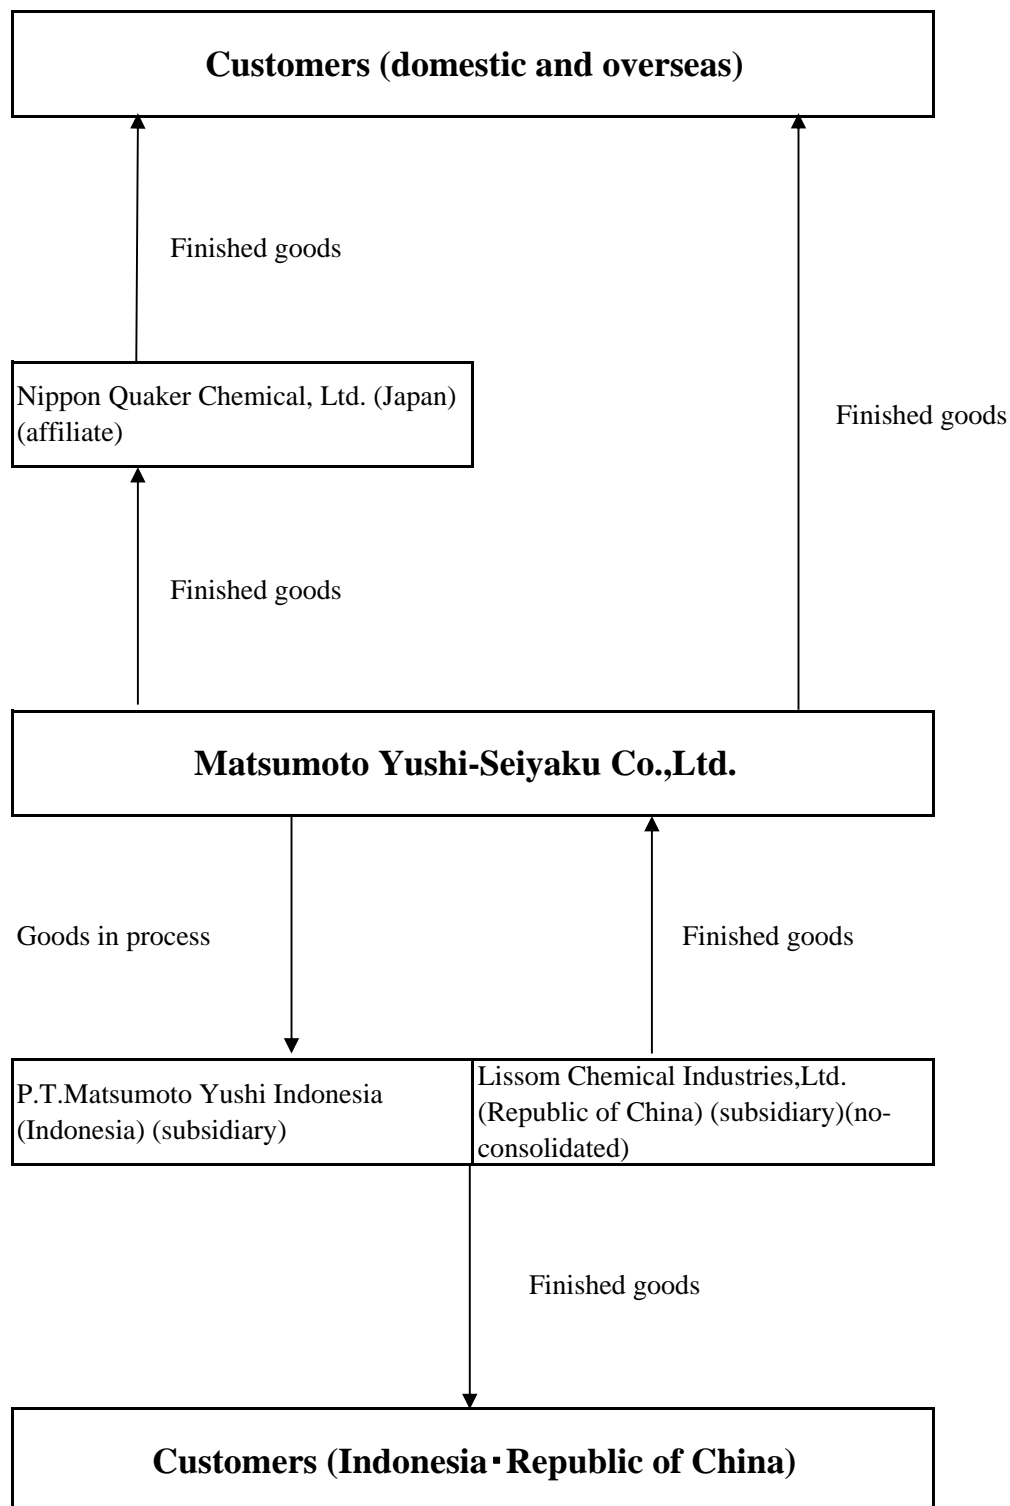 Customers (domestic and overseas)
Finished goods
Nippon Quaker Chemical, Ltd. (Japan)
(affiliate)
Finished goods
Finished goods
Matsumoto Yushi-Seiyaku Co.,Ltd.
Goods in process
Finished goods
P.T.Matsumoto Yushi Indonesia
(Indonesia) (subsidiary)
Lissom Chemical Industries,Ltd.
(Republic of China) (subsidiary)(no-
consolidated)
Finished goods
Customers (Indonesia・Republic of China)